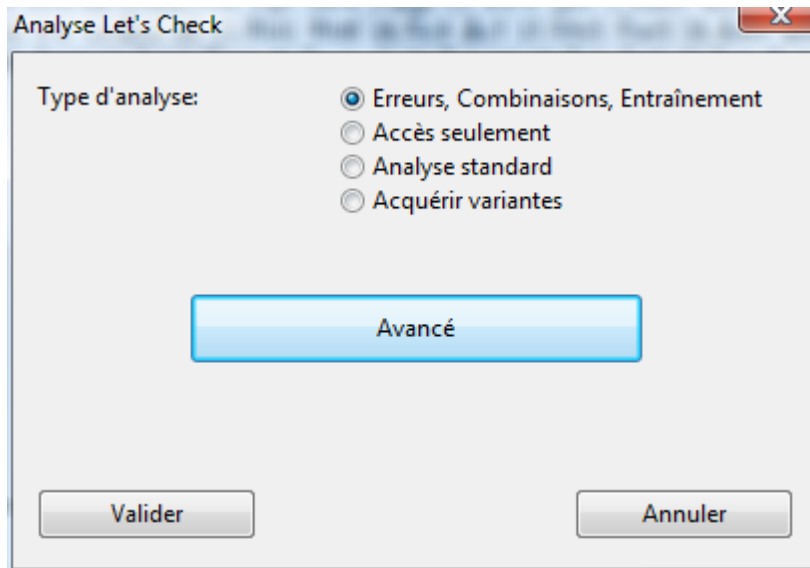 Analyse Let's Check
Type d'analyse:
Erreurs, Combinaisons, Entraînement
Accès seulement
Analyse standard
Acquérir variantes
Avancé
Valider
Annuler